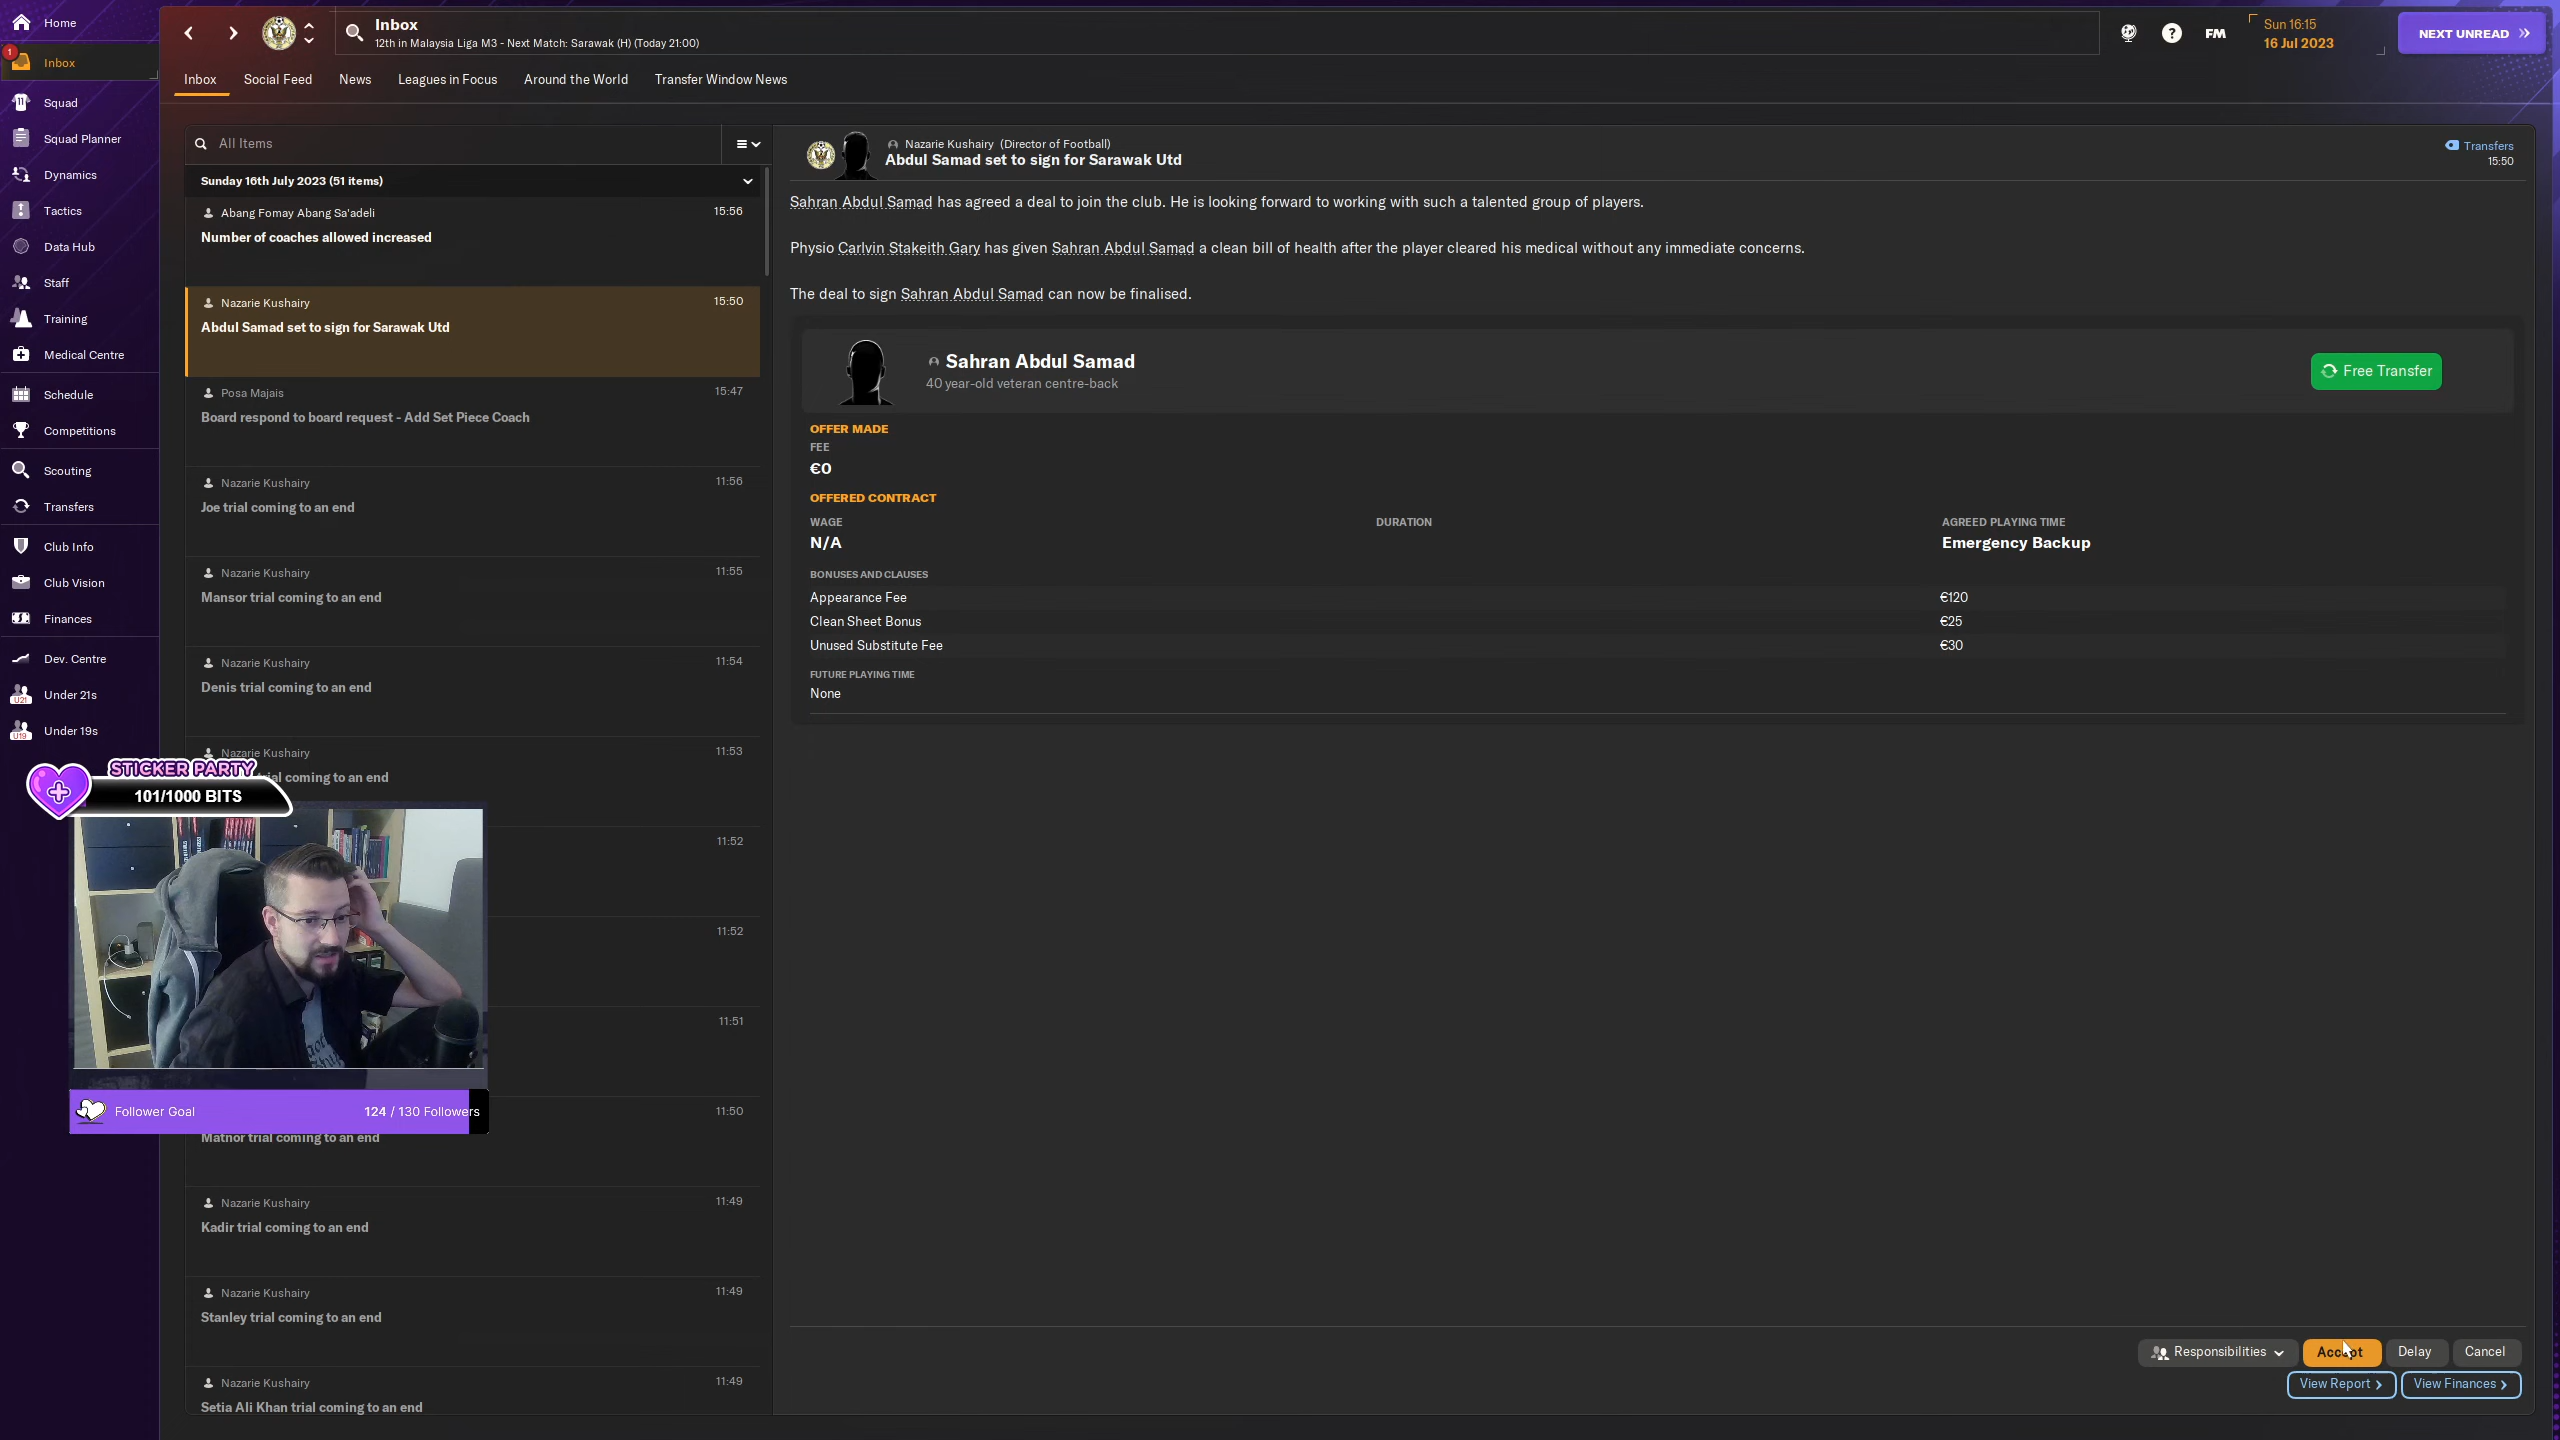 Home
Inbox
Squad
Squad Planner
Dynamics
Tactics
Data Hub
Staff
Training
Medical Centre
Schedule
Competitions
Scouting
Transfers
Club Info
Club Vision
Finances
Dev. Centre
Under 21s
Under 19s
Inbox
12th in Malaysia Liga M3 - Next Match: Sarawak (H) (Today 21:00)
FM
Sun 16:15
16 Jul 2023
NEXT UNREAD
Inbox
Social Feed
News
Leagues in Focus
Around the World
Transfer Window News
All Items
Sunday 16th July 2023 (51 items)
Abang Fomay Abang Sa'adeli
15:56
Number of coaches allowed increased
Nazarie Kushairy
15:50
Abdul Samad set to sign for Sarawak Utd
Posa Majais
15:47
Board respond to board request - Add Set Piece Coach
Nazarie Kushairy
11:56
Joe trial coming to an end
Nazarie Kushairy
11:55
Mansor trial coming to an end
Nazarie Kushairy
11:54
Denis trial coming to an end
Nazarie Kushairy
11:53
trial coming to an end
11:52
11:52
11:51
11:50
Mathor trial coming to an end
Nazarie Kushairy
11:49
Kadir trial coming to an end
Nazarie Kushairy
11:49
Stanley trial coming to an end
Nazarie Kushairy
11:49
Setia Ali Khan trial coming to an end
STICKER PARTY
101/1000 BITS
Follower Goal
124 / 130 Followers
Nazarie Kushairy (Director of Football)
Abdul Samad set to sign for Sarawak Utd
Transfers
15:50
Sahran Abdul Samad has agreed a deal to join the club. He is looking forward to working with such a talented group of players.
Physio Carlvin Stakeith Gary has given Sahran Abdul Samad a clean bill of health after the player cleared his medical without any immediate concerns.
The deal to sign Sahran Abdul Samad can now be finalised.
Sahran Abdul Samad
40 year-old veteran centre-back
Free Transfer
OFFER MADE
FEE
€0
OFFERED CONTRACT
WAGE
DURATION
AGREED PLAYING TIME
N/A
Emergency Backup
BONUSES AND CLAUSES
Appearance Fee
€120
Clean Sheet Bonus
€25
Unused Substitute Fee
€30
FUTURE PLAYING TIME
None
Responsibilities
Accept
Delay
Cancel
View Report
View Finances